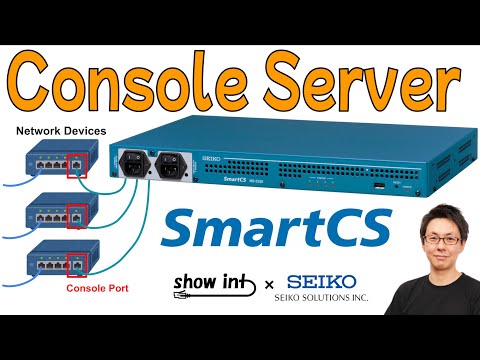 Console Server
Network Devices
SEIKO
SmartCS
SmartCS
Console Port
show int × SEIKO
SEIKO SOLUTIONS INC.